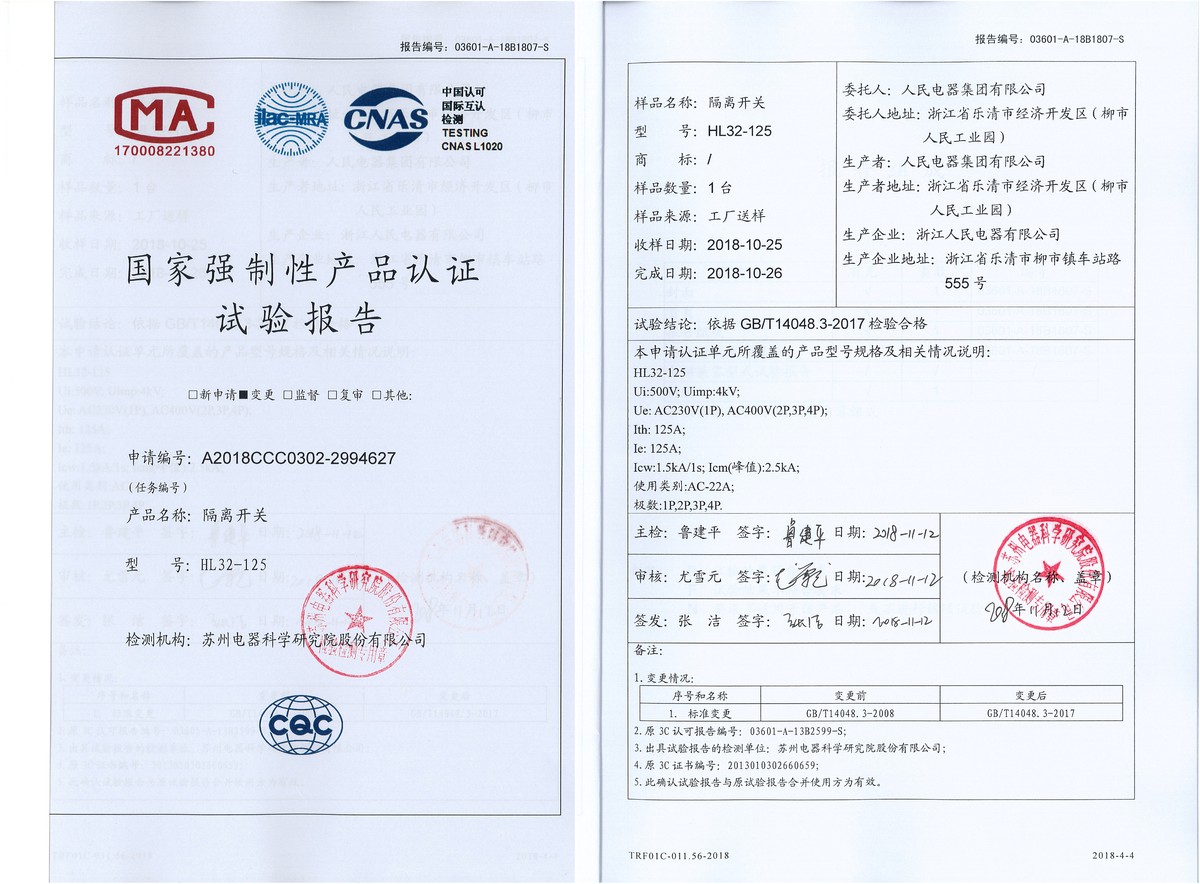 报告编号：03601-A-18B1807-S
MA
170008221380
ilac-MRA
CNAS
中国认可
国际互认
检测
TESTING
CNAS L1020
国家强制性产品认证
试验报告
□新申请■变更 □监督 □复审 □其他:
申请编号：A2018CCC0302-2994627
(任务编号)
产品名称：隔离开关
型　　号：HL32-125
检测机构：苏州电器科学研究院股份有限公司
CQC
报告编号：03601-A-18B1807-S
样品名称：隔离开关
型　　号：HL32-125
商　　标：/
样品数量：1 台
样品来源：工厂送样
收样日期：2018-10-25
完成日期：2018-10-26
委托人：人民电器集团有限公司
委托人地址：浙江省乐清市经济开发区（柳市
人民工业园）
生产者：人民电器集团有限公司
生产者地址：浙江省乐清市经济开发区（柳市
人民工业园）
生产企业：浙江人民电器有限公司
生产企业地址：浙江省乐清市柳市镇车站路
555 号
试验结论：依据 GB/T14048.3-2017 检验合格
本申请认证单元所覆盖的产品型号规格及相关情况说明：
HL32-125
Ui:500V; Uimp:4kV;
Ue: AC230V(1P), AC400V(2P,3P,4P);
Ith: 125A;
Ie: 125A;
Icw:1.5kA/1s; Icm(峰值):2.5kA;
使用类别:AC-22A;
极数:1P,2P,3P,4P.
主检：鲁建平　签字：鲁建平 日期：2018-11-12
审核：尤雪元　签字： 日期：2018-11-12
签发：张　洁　签字：张洁 日期：2018-11-12
（检测机构名称、盖章）
2018年11月12日
备注：
1.变更情况:
序号和名称 变更前 变更后
1. 标准变更 GB/T14048.3-2008 GB/T14048.3-2017
2.原 3C 认可报告编号：03601-A-13B2599-S;
3.出具试验报告的检测单位：苏州电器科学研究院股份有限公司;
4.原 3C 证书编号：2013010302660659;
5.此确认试验报告与原试验报告合并使用方为有效。
TRF01C-011.56-2018
2018-4-4